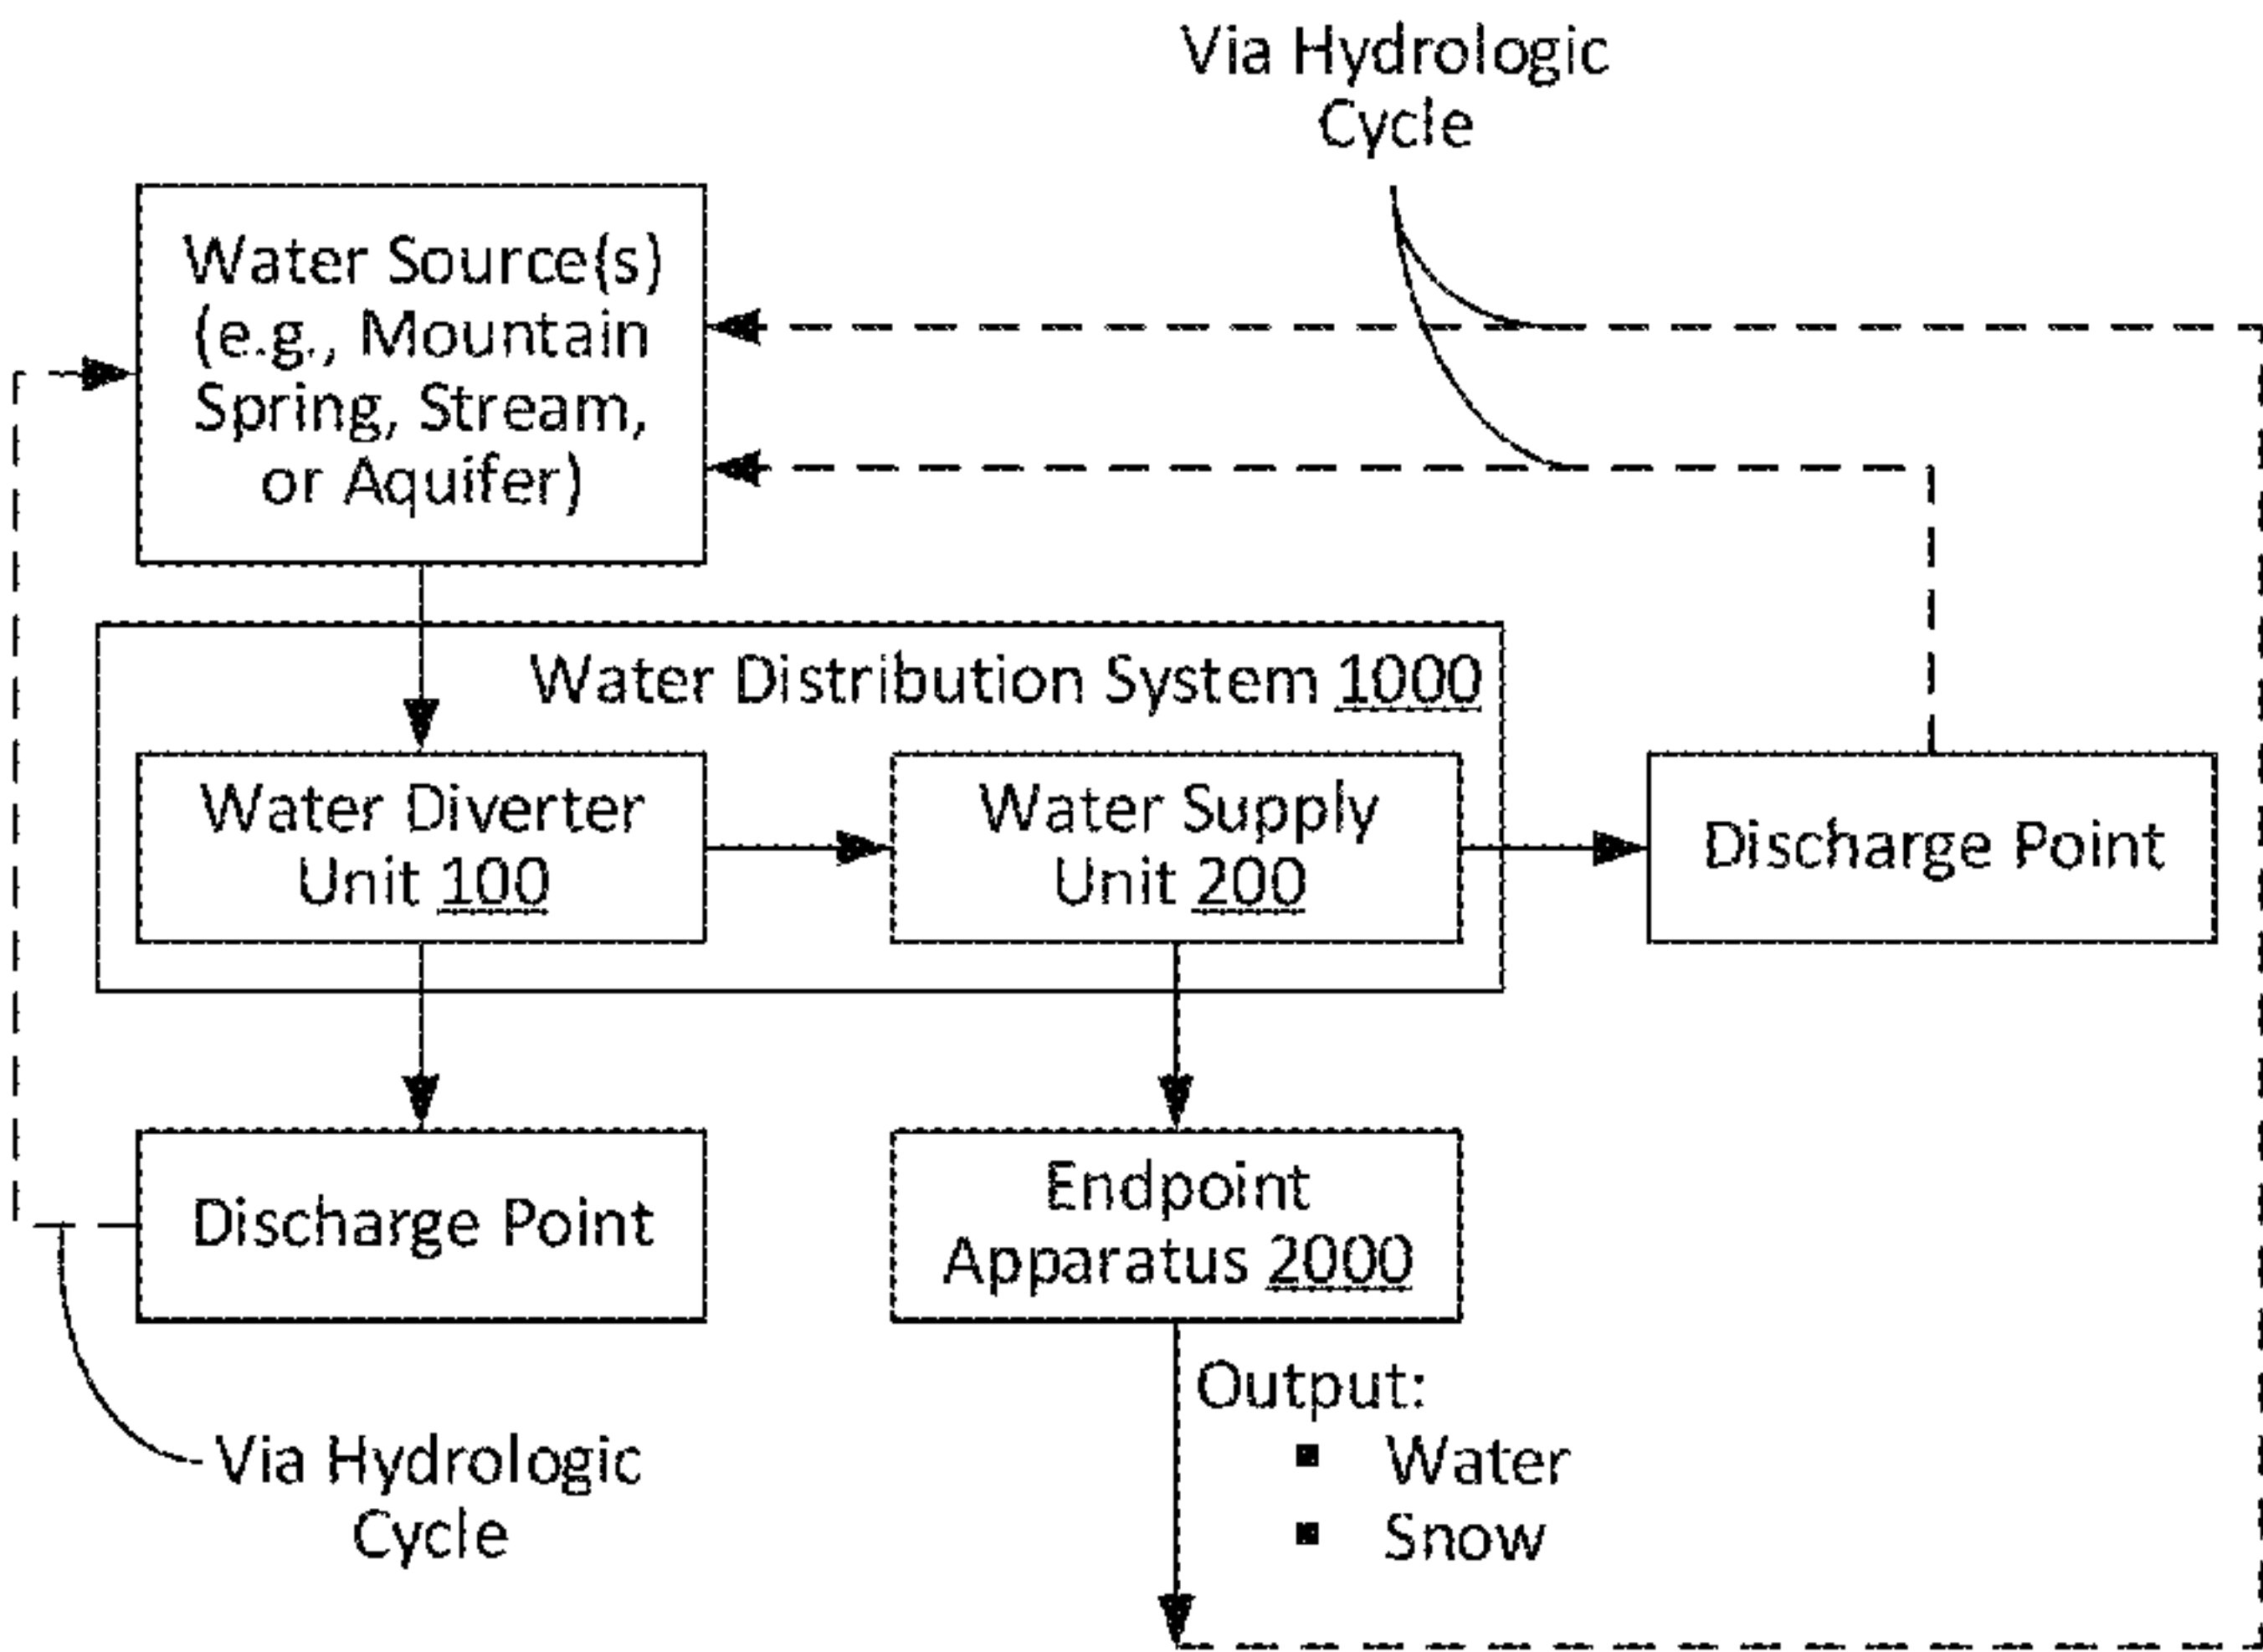 Via Hydrologic
Cycle
Water Source(s)
(e.g., Mountain
Spring, Stream,
or Aquifer)
Water Distribution System 1000
Water Diverter
Unit 100
Water Supply
Unit 200
Discharge Point
Discharge Point
Endpoint
Apparatus 2000
Output:
▪ Water
▪ Snow
Via Hydrologic
Cycle